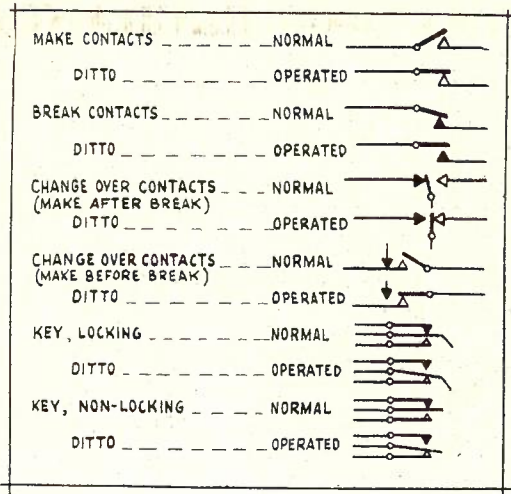 MAKE CONTACTS _ _ _ _ _ _ NORMAL
DITTO _ _ _ _ _ _ OPERATED
BREAK CONTACTS _ _ _ _ _ _ NORMAL
DITTO _ _ _ _ _ _ OPERATED
CHANGE OVER CONTACTS _ _ _ NORMAL
(MAKE AFTER BREAK)
DITTO _ _ _ _ _ _ OPERATED
CHANGE OVER CONTACTS _ _ _ NORMAL
(MAKE BEFORE BREAK)
DITTO _ _ _ _ _ _ OPERATED
KEY, LOCKING _ _ _ _ _ _ NORMAL
DITTO _ _ _ _ _ _ OPERATED
KEY, NON-LOCKING _ _ _ _ _ NORMAL
DITTO _ _ _ _ _ _ OPERATED